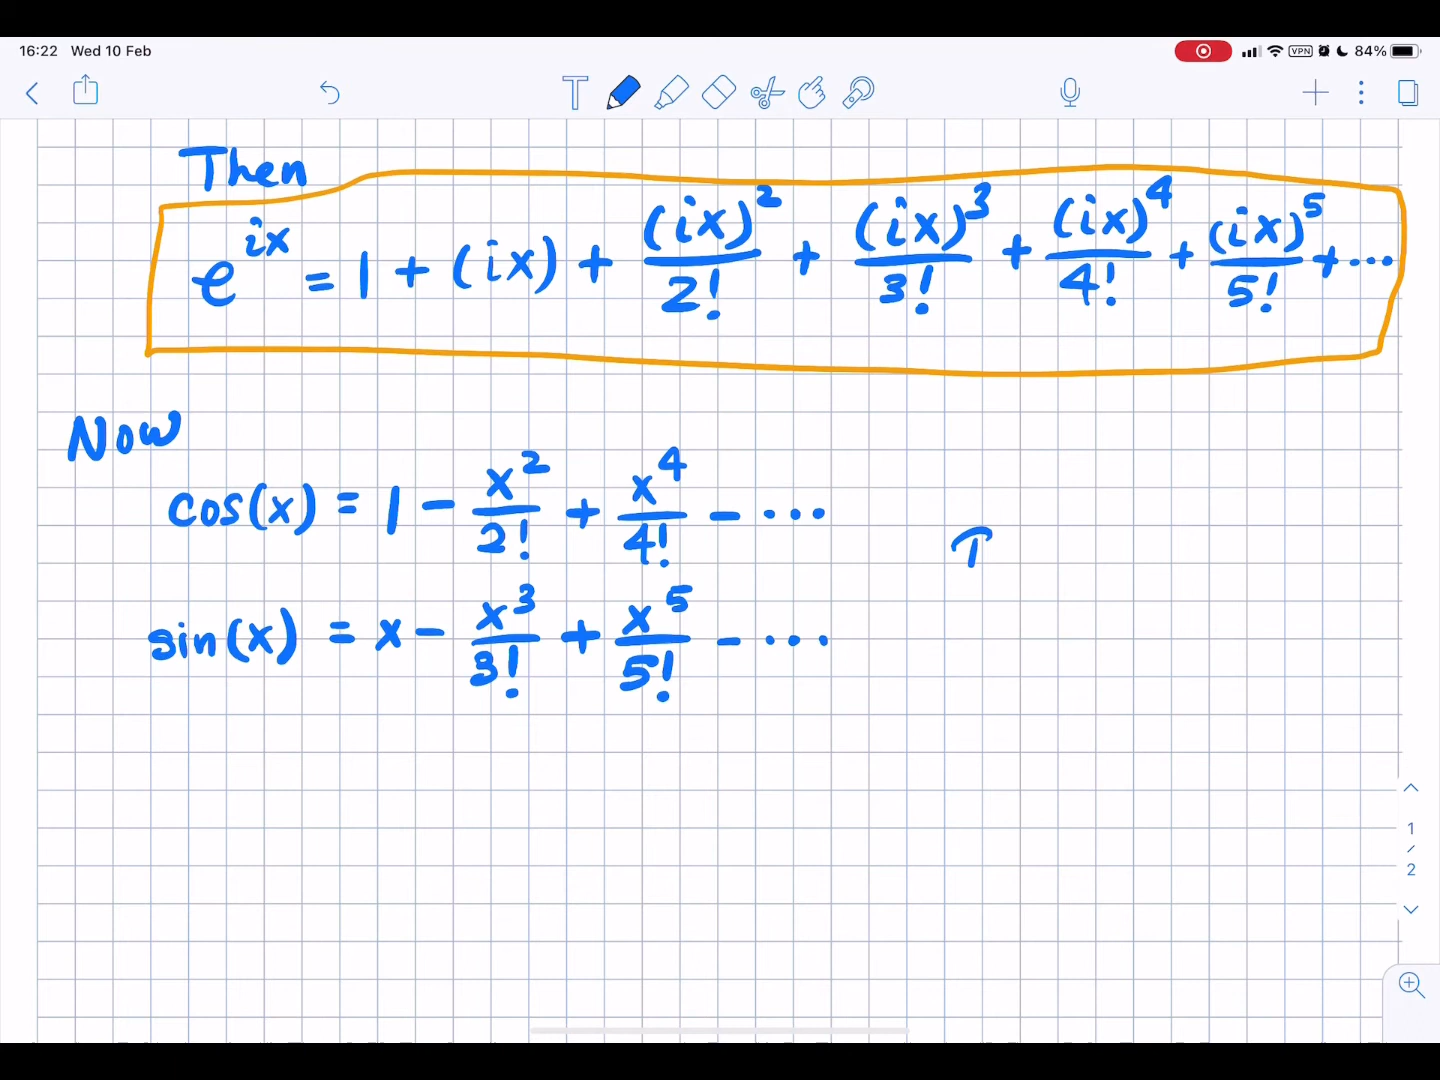 16:22 Wed 10 Feb VPN 84%
T
Then
e^{ix} = 1 + (ix) + (ix)^2/2! + (ix)^3/3! + (ix)^4/4! + (ix)^5/5! + ...
Now
cos(x) = 1 - x^2/2! + x^4/4! - ....
T
sin(x) = x - x^3/3! + x^5/5! - ....
1
/
2